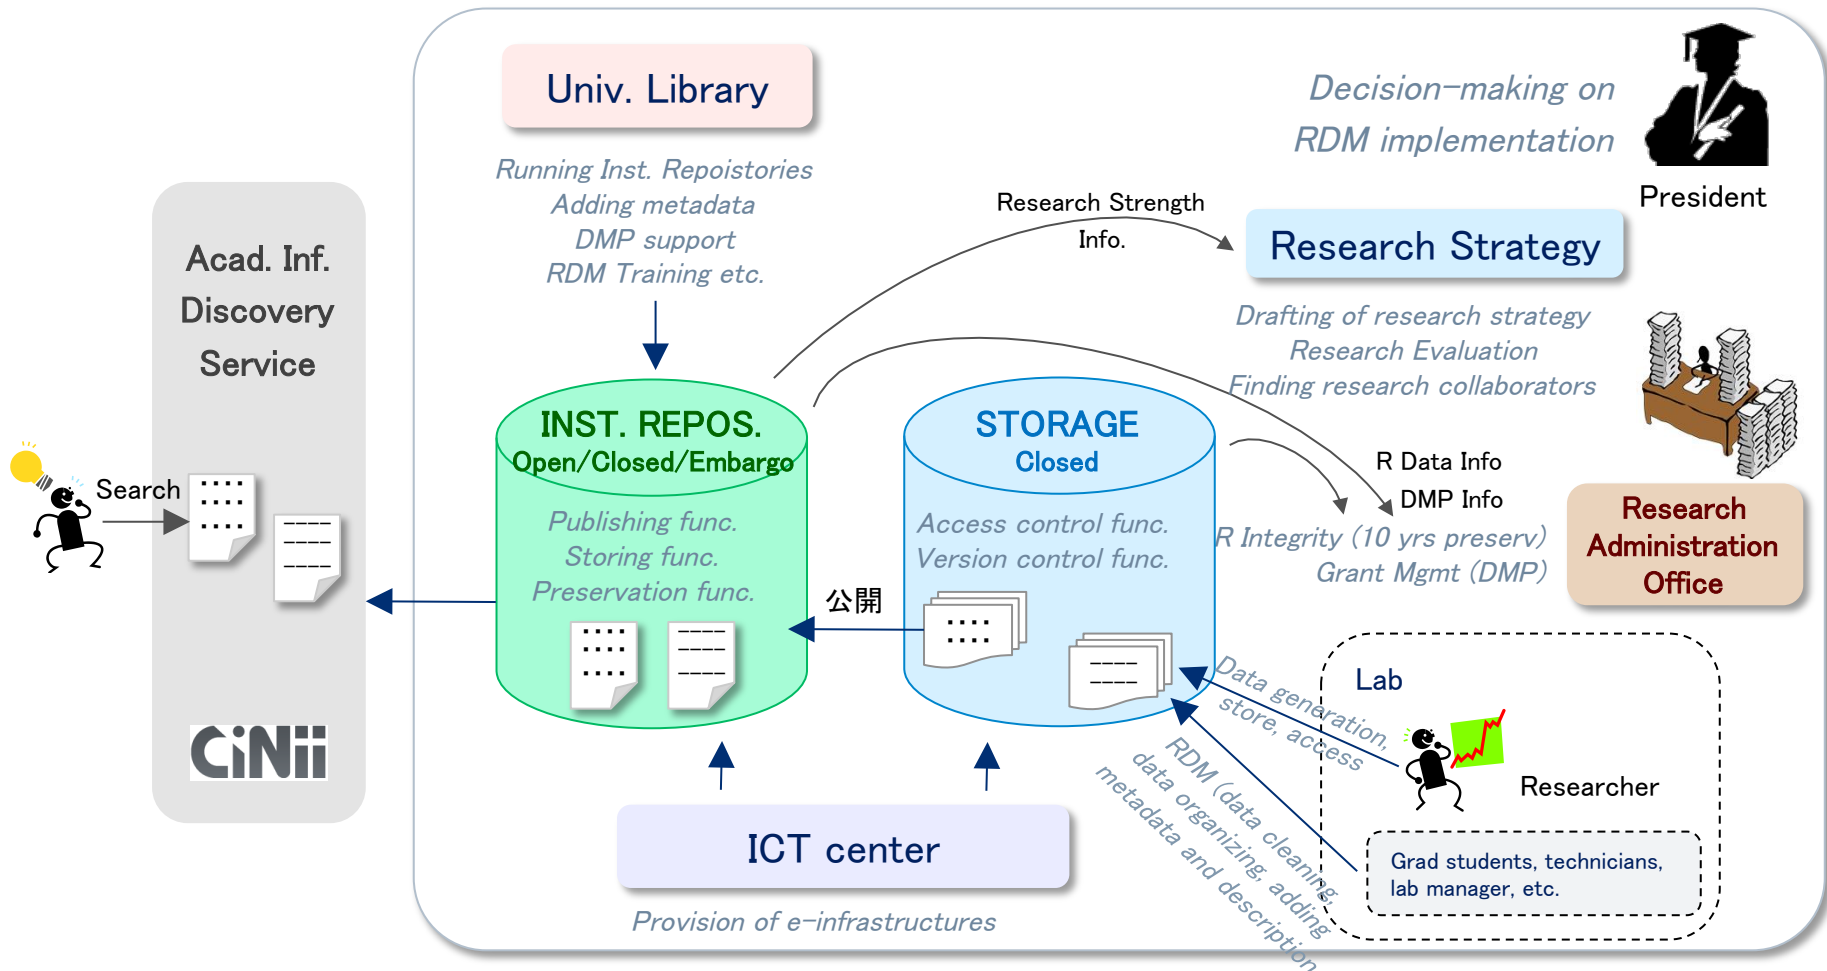 Univ. Library
Running Inst. Repoistories
Adding metadata
DMP support
RDM Training etc.
Decision-making on
RDM implementation
President
Research Strength
Info.
Research Strategy
Drafting of research strategy
Research Evaluation
Finding research collaborators
Acad. Inf.
Discovery
Service
Search
CiNii
INST. REPOS.
Open/Closed/Embargo
Publishing func.
Storing func.
Preservation func.
公開
STORAGE
Closed
Access control func.
Version control func.
R Data Info
DMP Info
R Integrity (10 yrs preserv)
Grant Mgmt (DMP)
Research
Administration
Office
Lab
Researcher
Grad students, technicians,
lab manager, etc.
Data generation,
store, access
RDM (data cleaning,
data organizing, adding
metadata and description
ICT center
Provision of e-infrastructures